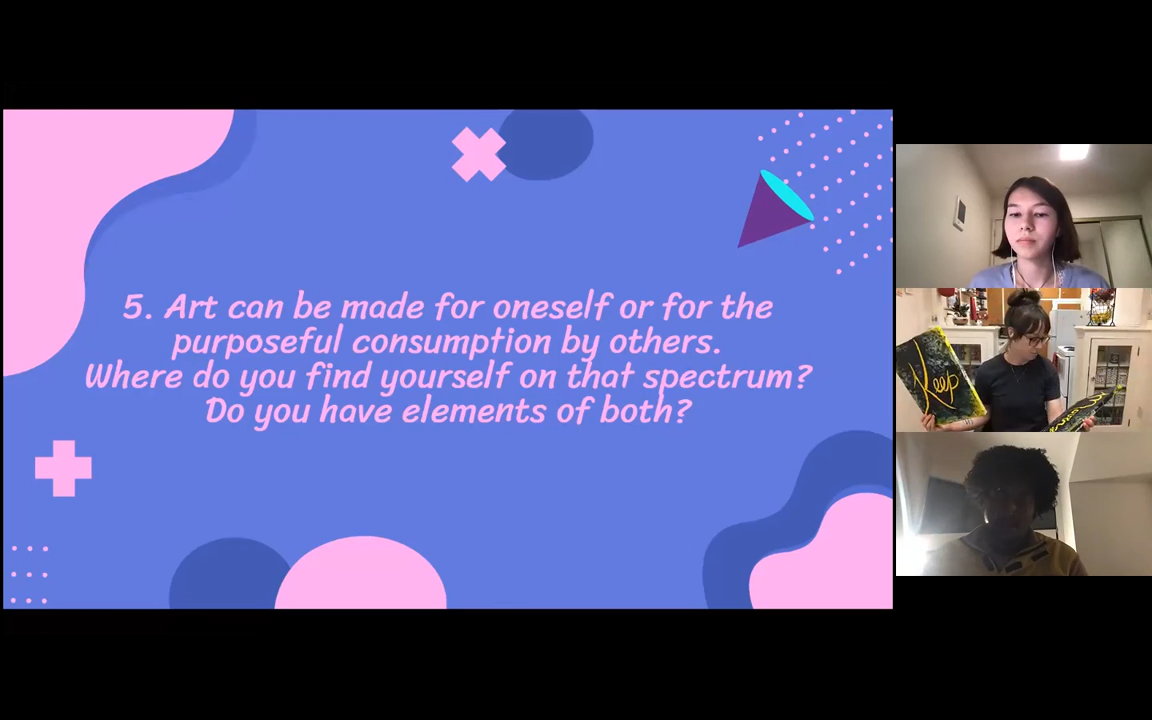 5. Art can be made for oneself or for the
purposeful consumption by others.
Where do you find yourself on that spectrum?
Do you have elements of both?
Keep